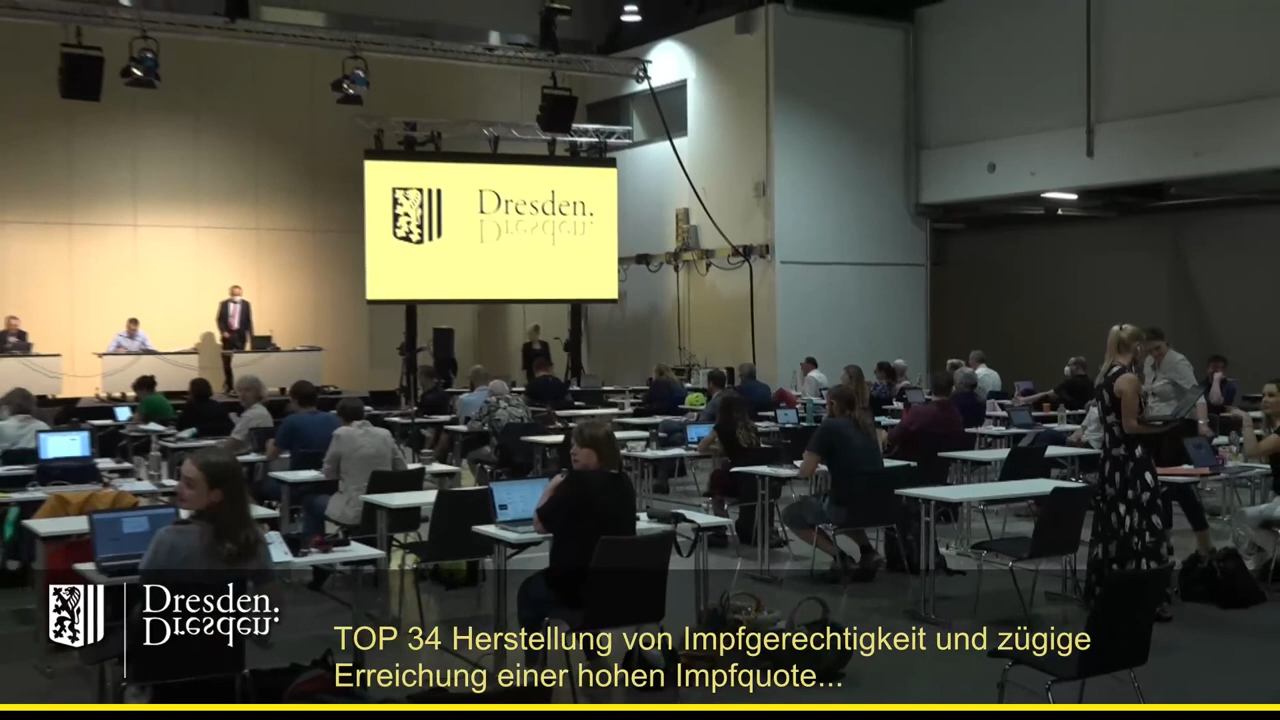 Dresden.
Dresden.
Dresden.
Dresden.
TOP 34 Herstellung von Impfgerechtigkeit und zügige
Erreichung einer hohen Impfquote...